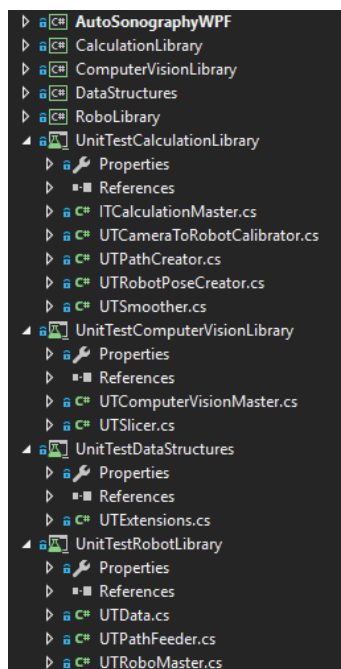 C# AutoSonographyWPF
C# CalculationLibrary
C# ComputerVisionLibrary
C# DataStructures
C# RoboLibrary
UnitTestCalculationLibrary
Properties
References
C# ITCalculationMaster.cs
C# UTCameraToRobotCalibrator.cs
C# UTPathCreator.cs
C# UTRobotPoseCreator.cs
C# UTSmoother.cs
UnitTestComputerVisionLibrary
Properties
References
C# UTComputerVisionMaster.cs
C# UTSlicer.cs
UnitTestDataStructures
Properties
References
C# UTExtensions.cs
UnitTestRobotLibrary
Properties
References
C# UTData.cs
C# UTPathFeeder.cs
C# UTRoboMaster.cs